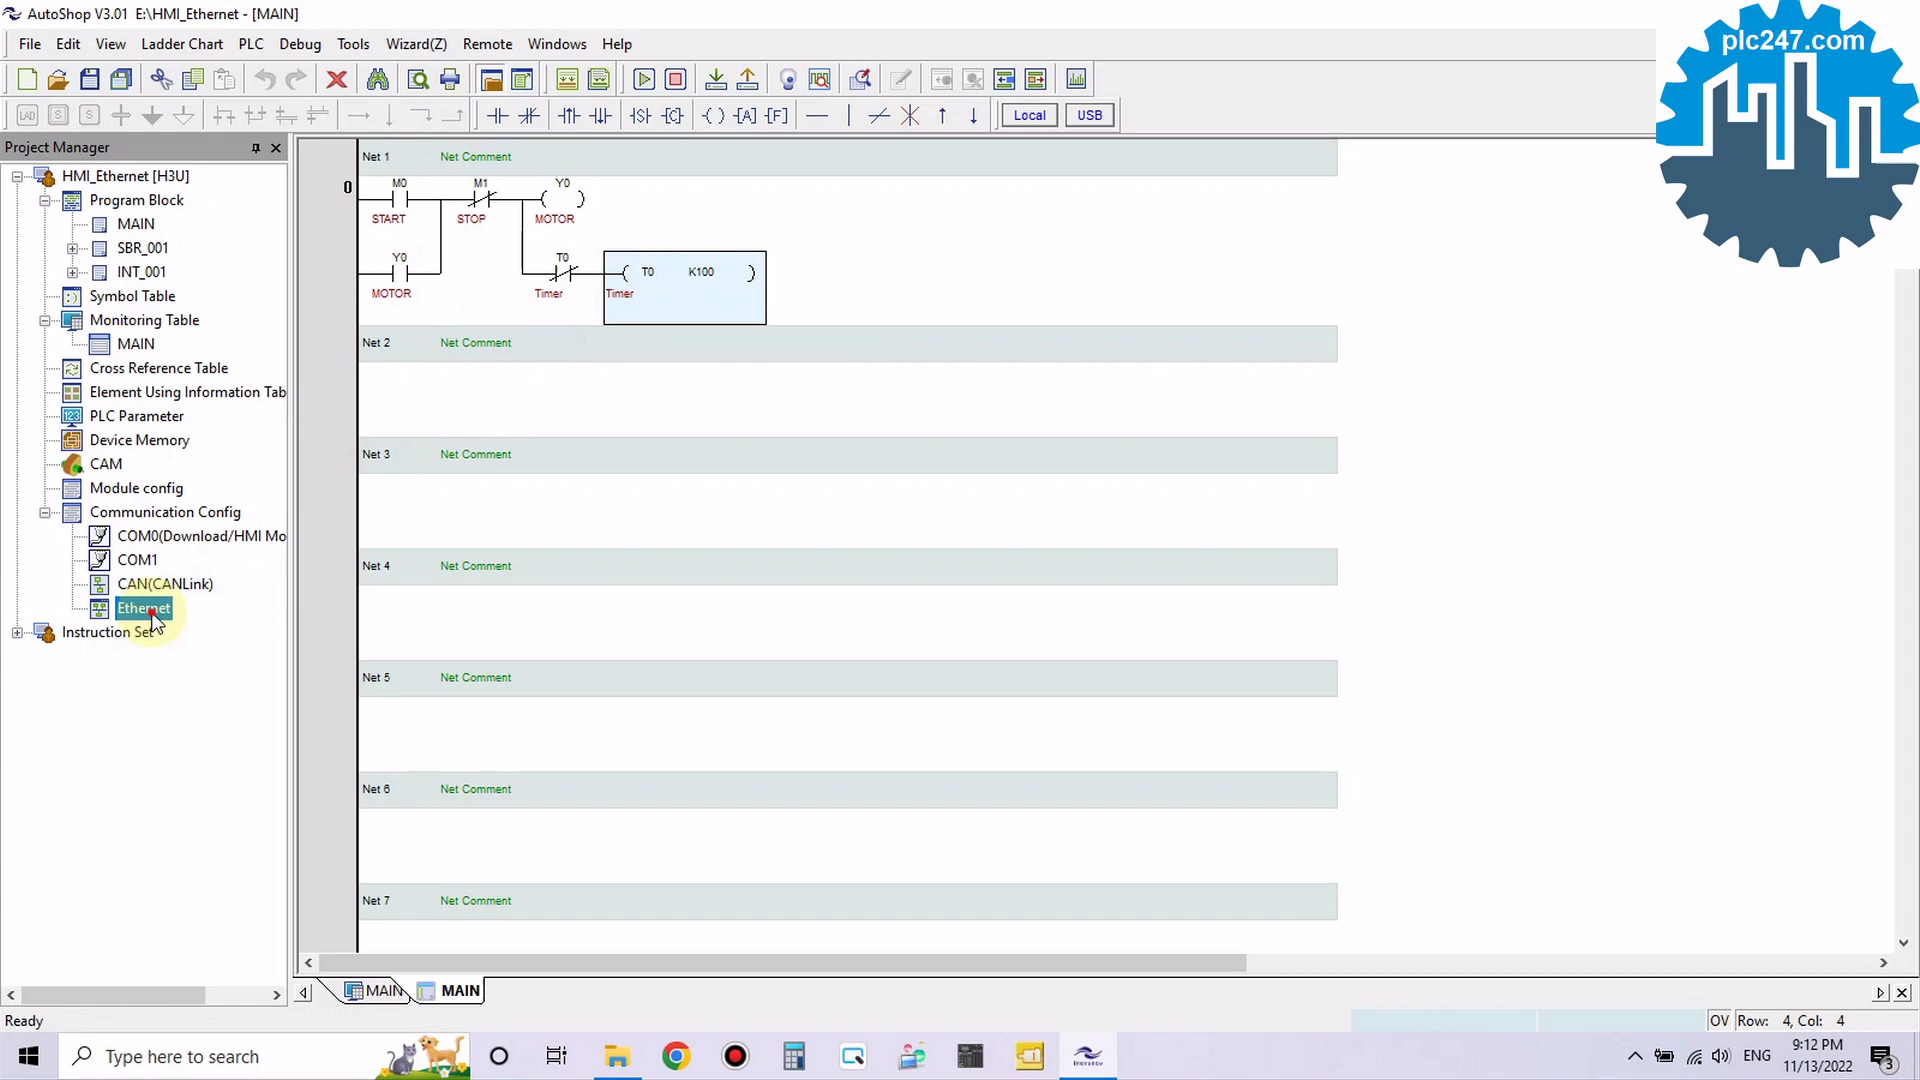 AutoShop V3.01 E:\HMI_Ethernet - [MAIN]
File Edit View Ladder Chart PLC Debug Tools Wizard(Z) Remote Windows Help
plc247.com
LAD S S S C A F Local USB
Project Manager
HMI_Ethernet [H3U]
Program Block
MAIN
SBR_001
INT_001
Symbol Table
Monitoring Table
MAIN
Cross Reference Table
Element Using Information Tab
PLC Parameter
Device Memory
CAM
Module config
Communication Config
COM0(Download/HMI Mo
COM1
CAN(CANLink)
Ethernet
Instruction Set
Net 1 Net Comment
0
M0 M1 Y0
START STOP MOTOR
Y0 T0 T0 K100
MOTOR Timer Timer
Net 2 Net Comment
Net 3 Net Comment
Net 4 Net Comment
Net 5 Net Comment
Net 6 Net Comment
Net 7 Net Comment
MAIN MAIN
Ready OV Row: 4, Col: 4
Type here to search
INOVANCE
ENG
9:12 PM
11/13/2022
3